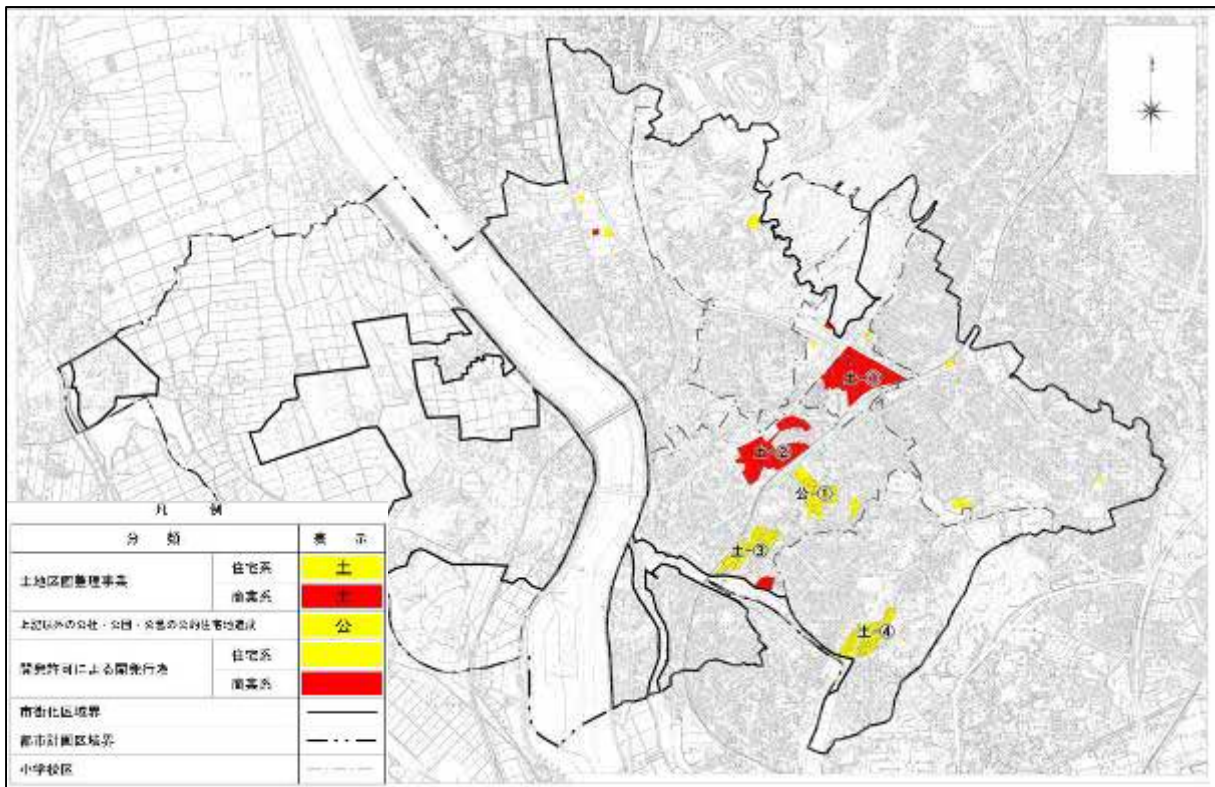 土-①
土-②
公-①
土-③
土-④
凡 例
分 類
表 示
土地区画整理事業
住宅系
土
商業系
土
上記以外の公社・公団・公営の公的住宅地造成
公
開発許可による開発行為
住宅系
商業系
市街化区域界
都市計画区域界
小学校区